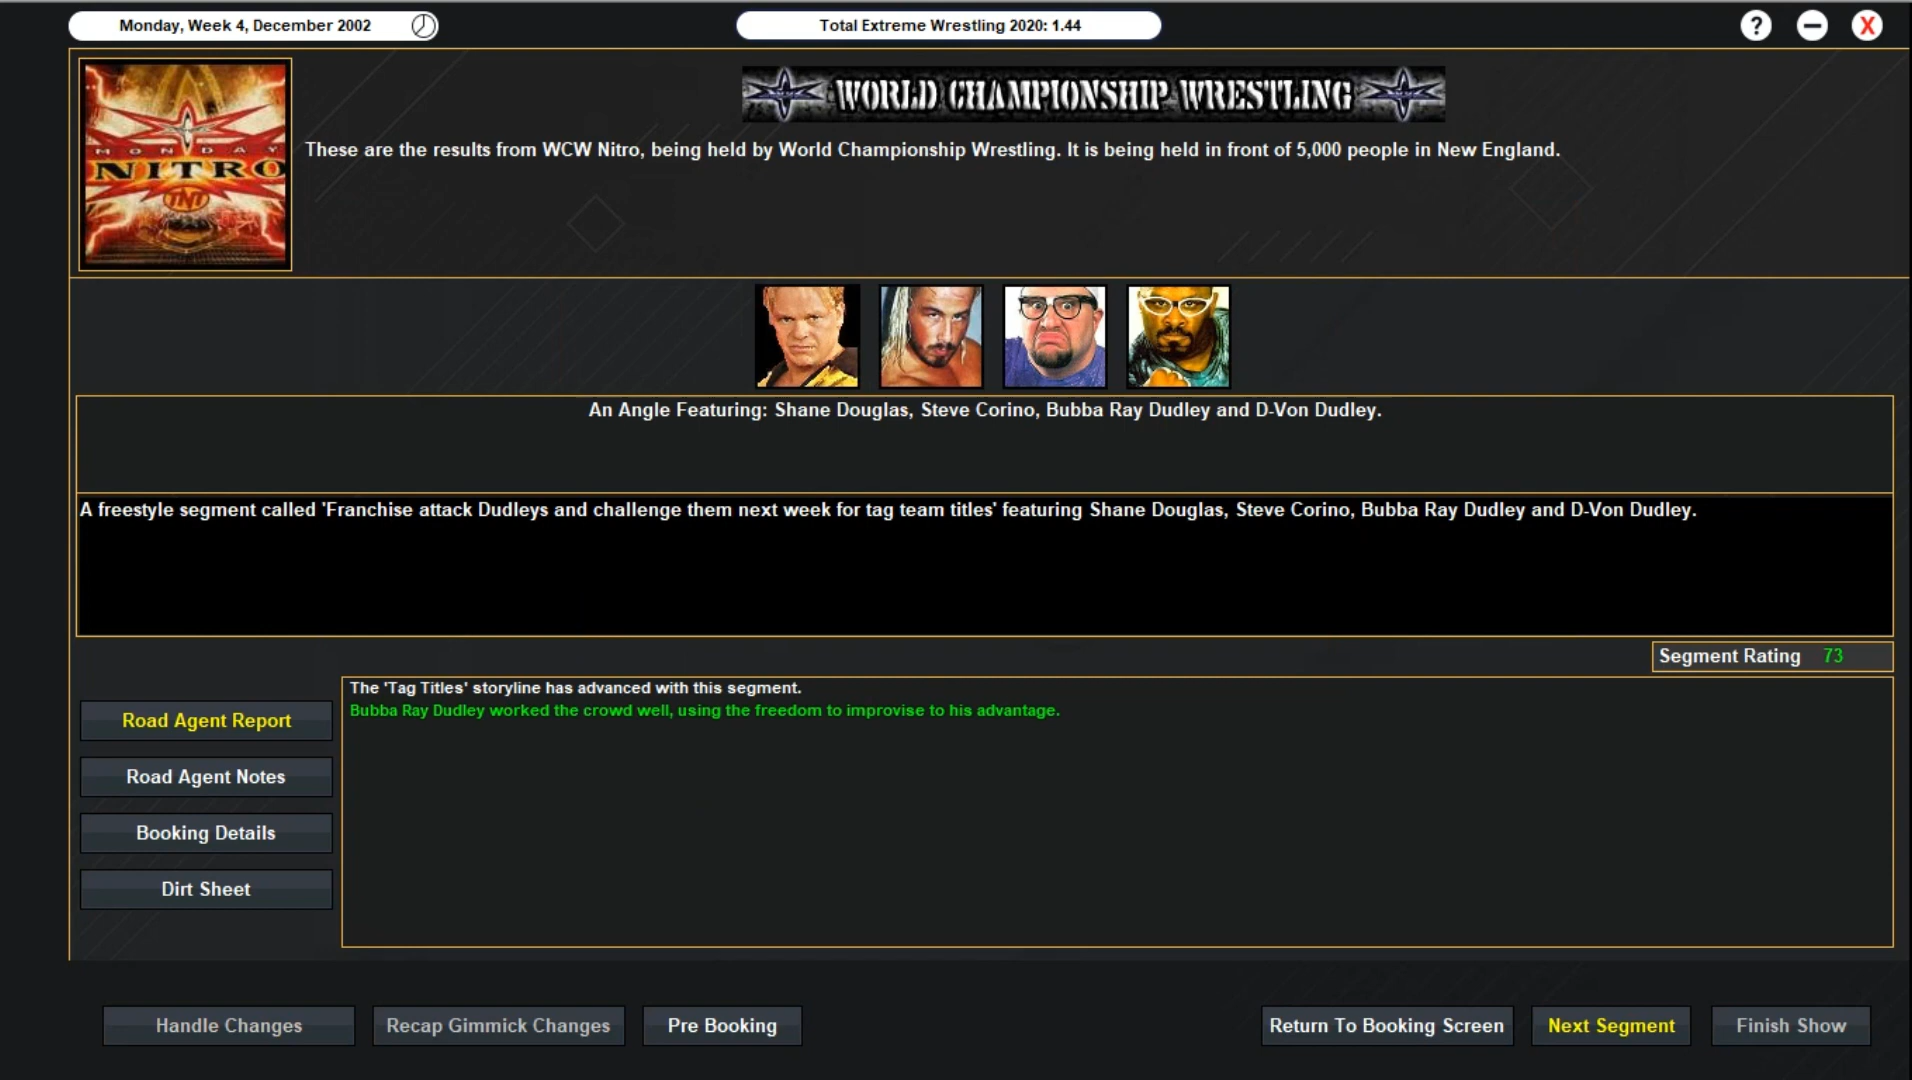 Monday, Week 4, December 2002
Total Extreme Wrestling 2020: 1.44
?
X
WORLD CHAMPIONSHIP WRESTLING
MONDAY
NITRO
TNT
These are the results from WCW Nitro, being held by World Championship Wrestling. It is being held in front of 5,000 people in New England.
An Angle Featuring: Shane Douglas, Steve Corino, Bubba Ray Dudley and D-Von Dudley.
A freestyle segment called 'Franchise attack Dudleys and challenge them next week for tag team titles' featuring Shane Douglas, Steve Corino, Bubba Ray Dudley and D-Von Dudley.
Segment Rating 73
Road Agent Report
Road Agent Notes
Booking Details
Dirt Sheet
The 'Tag Titles' storyline has advanced with this segment.
Bubba Ray Dudley worked the crowd well, using the freedom to improvise to his advantage.
Handle Changes
Recap Gimmick Changes
Pre Booking
Return To Booking Screen
Next Segment
Finish Show